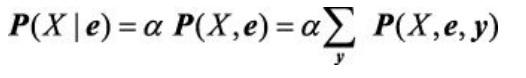 P(X | e) = α P(X, e) = α ∑ P(X, e, y)
y